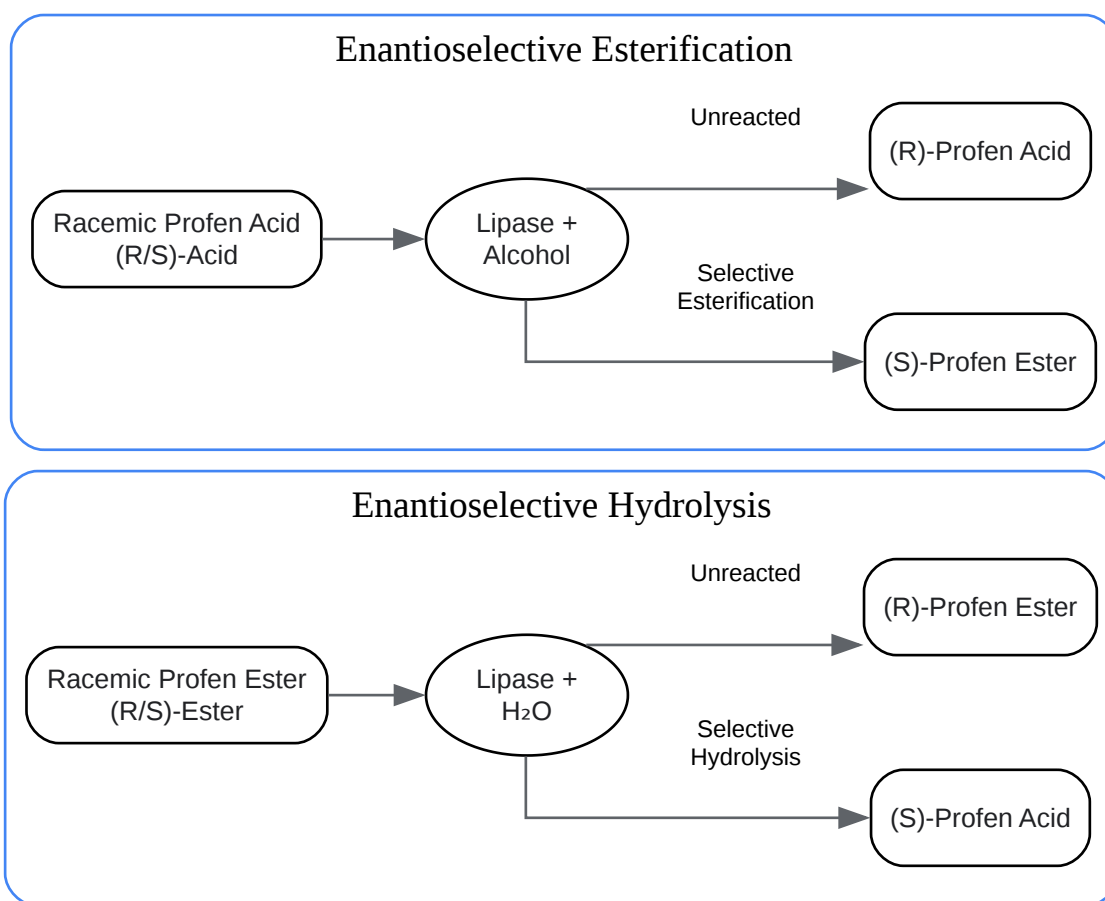 Enantioselective Esterification
Unreacted
(R)-Profen Acid
Racemic Profen Acid
(R/S)-Acid
Lipase +
Alcohol
Selective
Esterification
(S)-Profen Ester
Enantioselective Hydrolysis
Unreacted
(R)-Profen Ester
Racemic Profen Ester
(R/S)-Ester
Lipase +
H₂O
Selective
Hydrolysis
(S)-Profen Acid